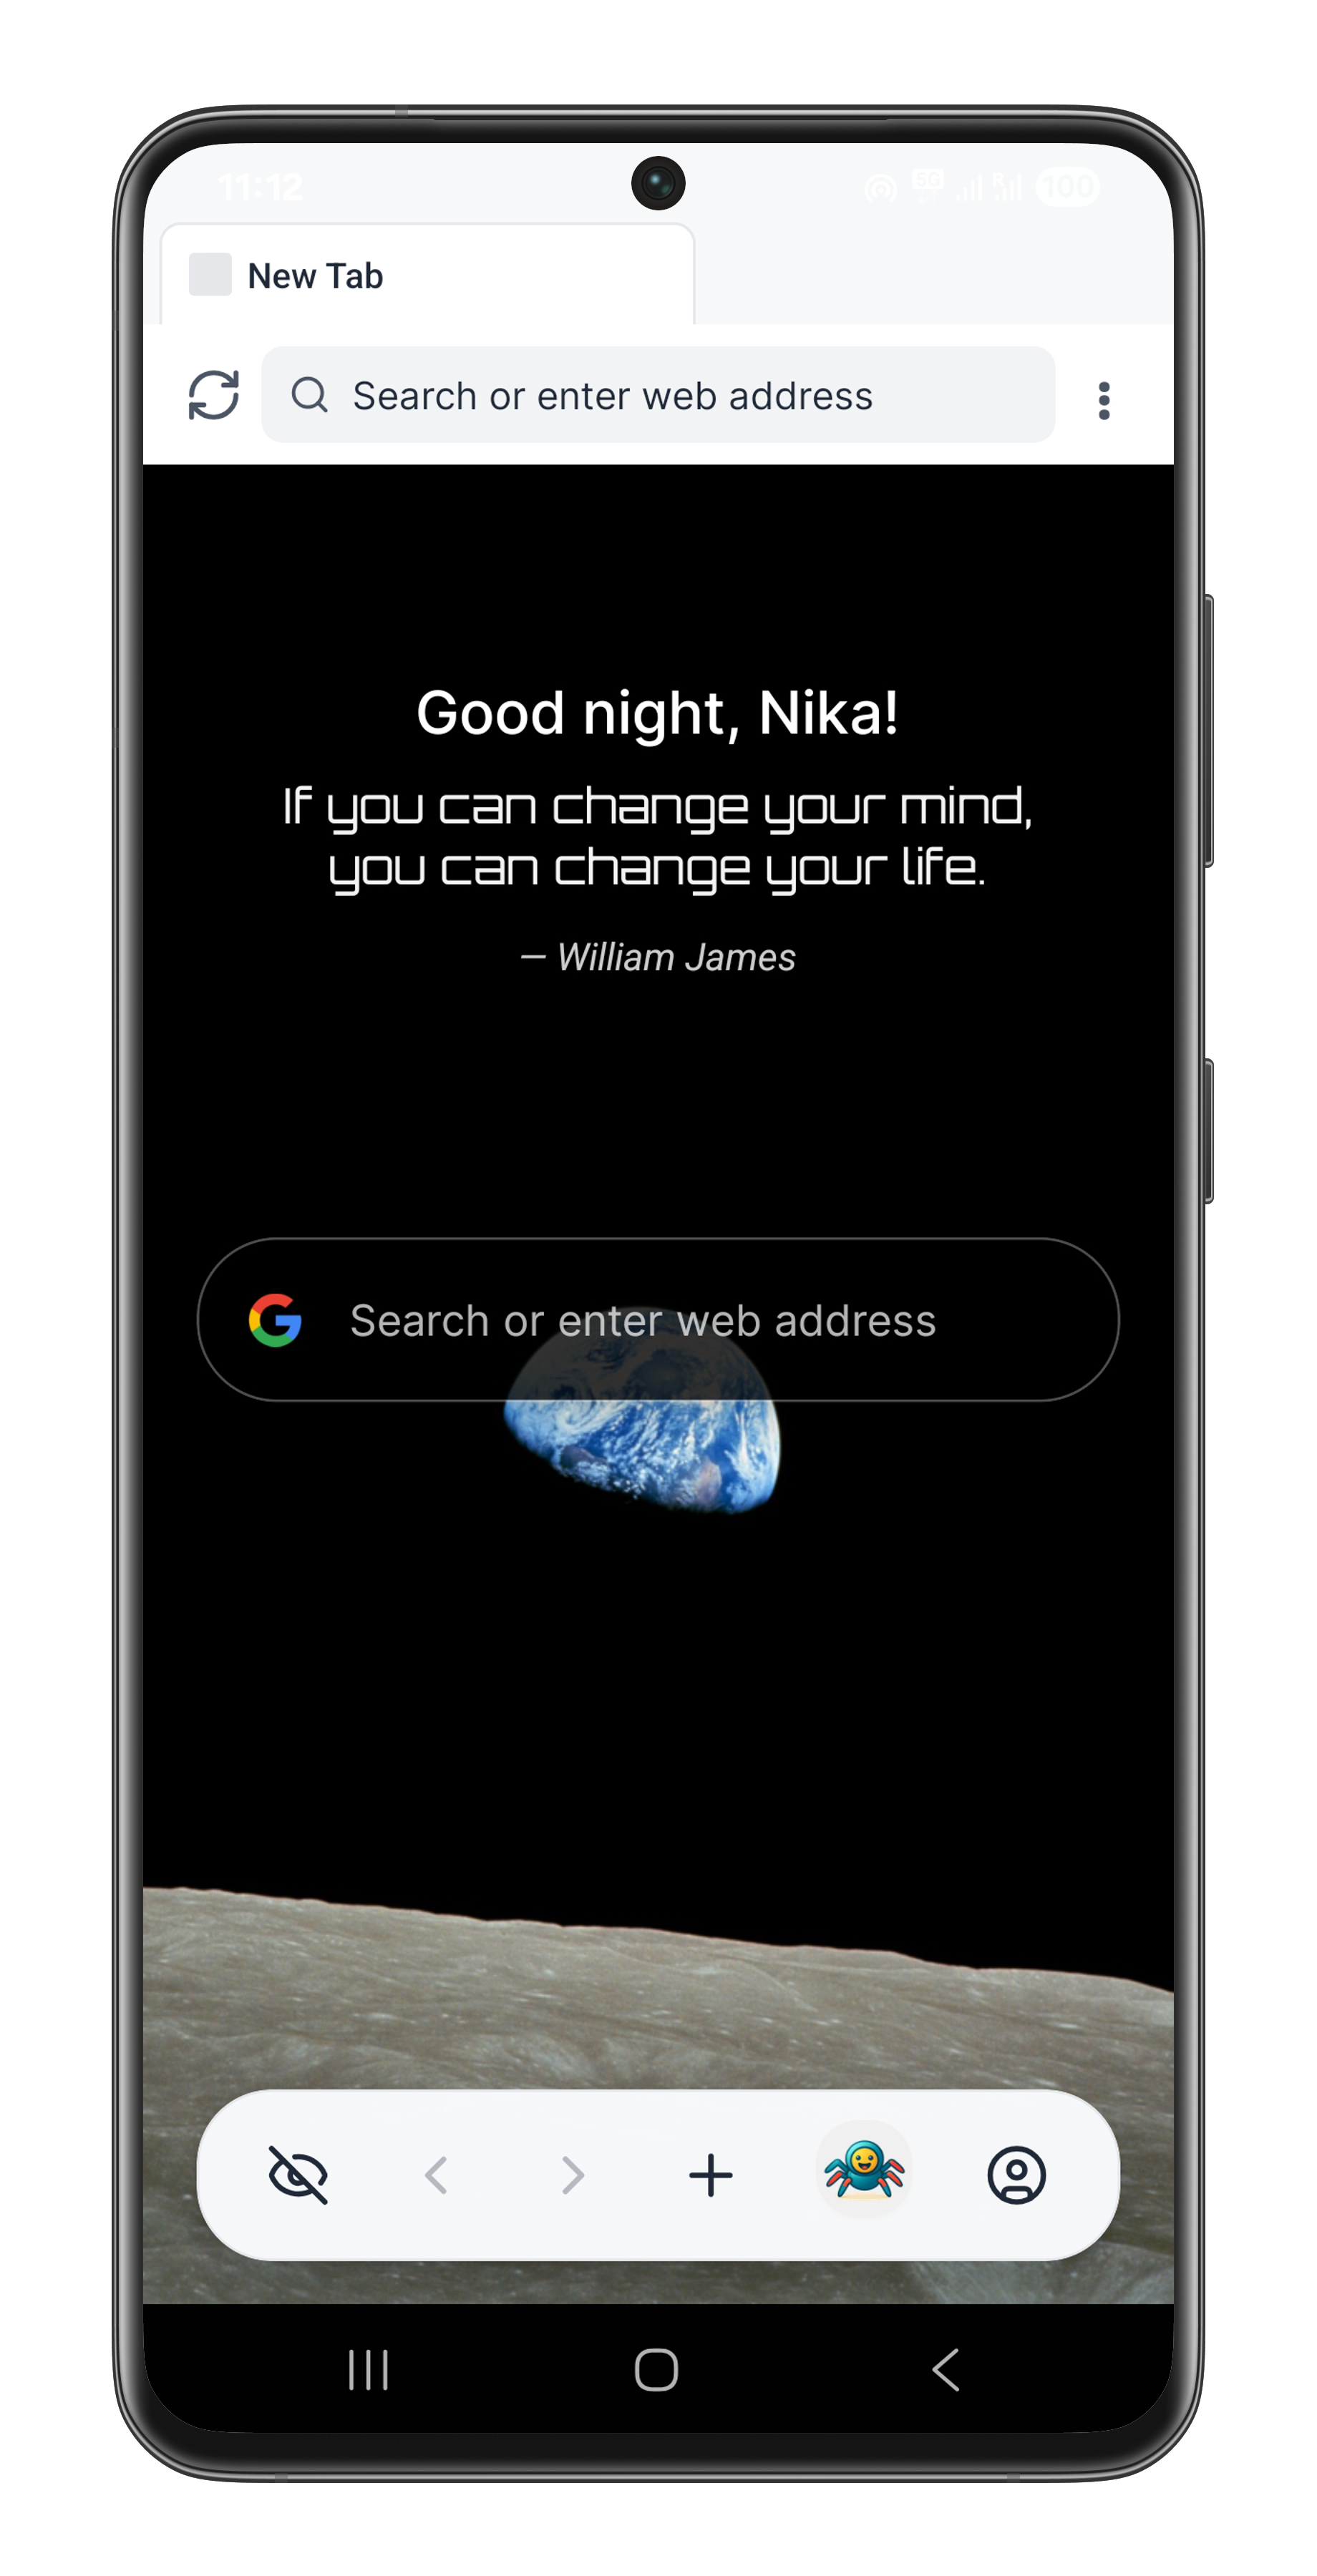 11:12
5G
R
100
New Tab
Search or enter web address
Good night, Nika!
If you can change your mind,
you can change your life.
— William James
Search or enter web address